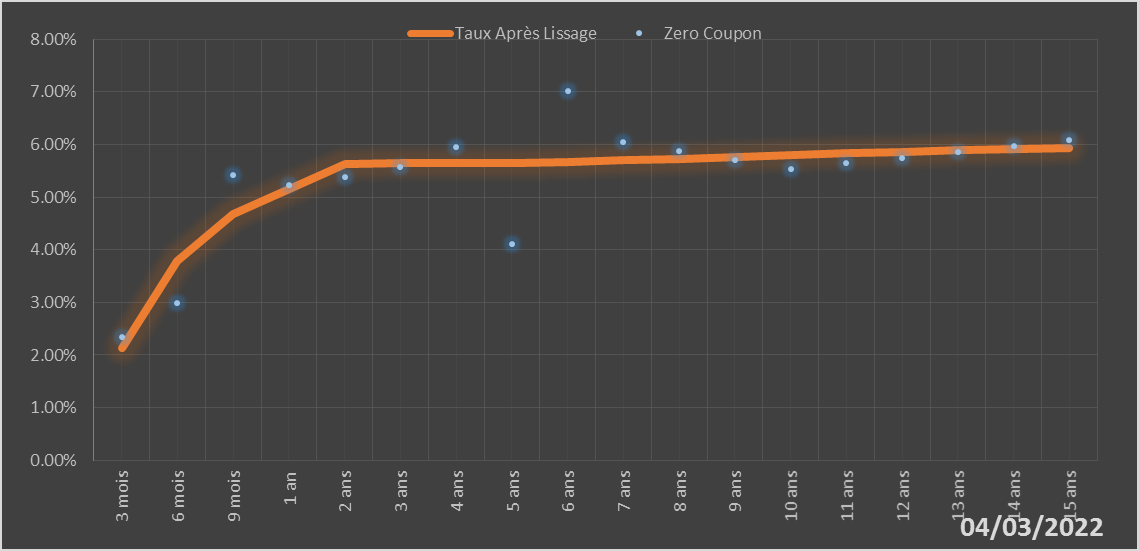 Taux Après Lissage
Zero Coupon
8.00%
7.00%
6.00%
5.00%
4.00%
3.00%
2.00%
1.00%
0.00%
3 mois
6 mois
9 mois
1 an
2 ans
3 ans
4 ans
5 ans
6 ans
7 ans
8 ans
9 ans
10 ans
11 ans
12 ans
13 ans
14 ans
15 ans
04/03/2022